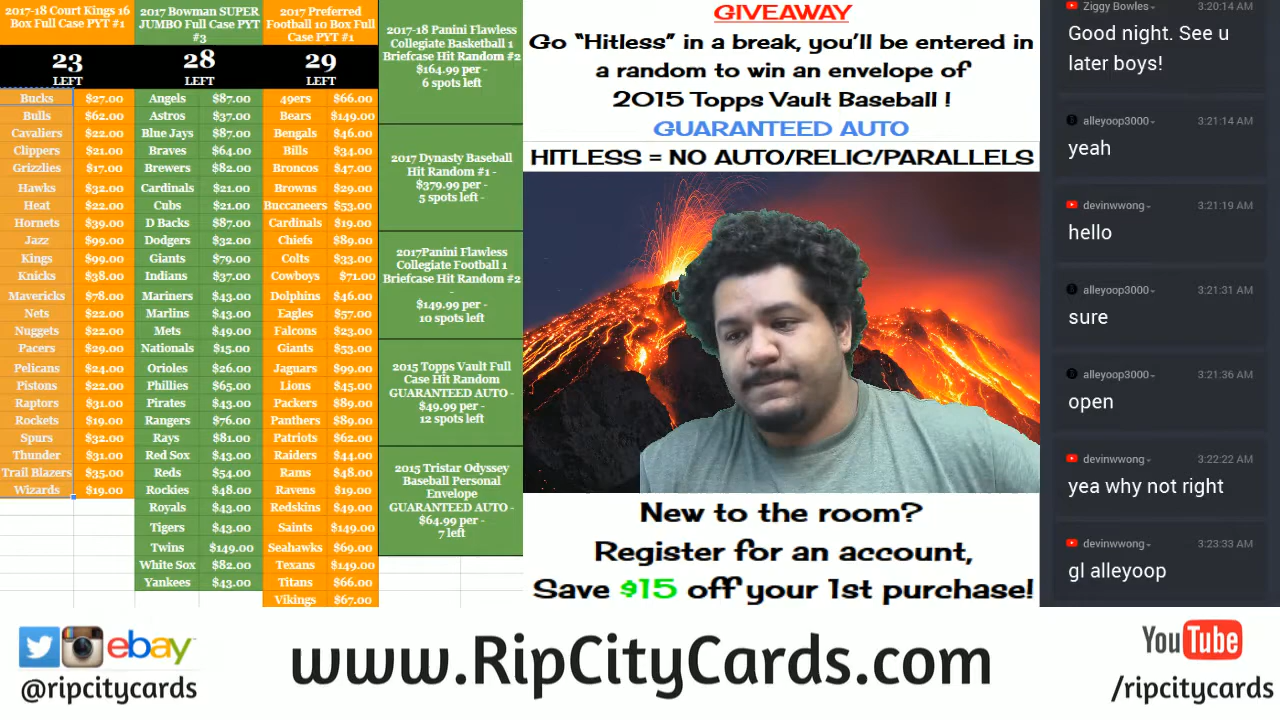 2017-18 Court Kings 16
Box Full Case PYT #1
23
LEFT
Bucks $27.00
Bulls $62.00
Cavaliers $22.00
Clippers $21.00
Grizzlies $17.00
Hawks $32.00
Heat $22.00
Hornets $39.00
Jazz $99.00
Kings $99.00
Knicks $38.00
Mavericks $78.00
Nets $22.00
Nuggets $22.00
Pacers $29.00
Pelicans $24.00
Pistons $22.00
Raptors $31.00
Rockets $19.00
Spurs $32.00
Thunder $31.00
Trail Blazers $35.00
Wizards $19.00
2017 Bowman SUPER
JUMBO Full Case PYT
#3
28
LEFT
Angels $87.00
Astros $37.00
Blue Jays $87.00
Braves $64.00
Brewers $82.00
Cardinals $21.00
Cubs $21.00
D Backs $87.00
Dodgers $32.00
Giants $79.00
Indians $37.00
Mariners $43.00
Marlins $43.00
Mets $49.00
Nationals $15.00
Orioles $26.00
Phillies $65.00
Pirates $43.00
Rangers $76.00
Rays $81.00
Red Sox $43.00
Reds $54.00
Rockies $48.00
Royals $43.00
Tigers $43.00
Twins $149.00
White Sox $82.00
Yankees $43.00
2017 Preferred
Football 10 Box Full
Case PYT #1
29
LEFT
49ers $66.00
Bears $149.00
Bengals $46.00
Bills $34.00
Broncos $47.00
Browns $29.00
Buccaneers $53.00
Cardinals $19.00
Chiefs $89.00
Colts $33.00
Cowboys $71.00
Dolphins $46.00
Eagles $57.00
Falcons $23.00
Giants $53.00
Jaguars $99.00
Lions $45.00
Packers $89.00
Panthers $89.00
Patriots $62.00
Raiders $44.00
Rams $48.00
Ravens $19.00
Redskins $49.00
Saints $149.00
Seahawks $69.00
Texans $149.00
Titans $66.00
Vikings $67.00
2017-18 Panini Flawless
Collegiate Basketball 1
Briefcase Hit Random #2
$164.99 per -
6 spots left
2017 Dynasty Baseball
Hit Random #1 -
$379.99 per -
5 spots left -
2017Panini Flawless
Collegiate Football 1
Briefcase Hit Random #2
-
$149.99 per -
10 spots left
2015 Topps Vault Full
Case Hit Random
GUARANTEED AUTO -
$49.99 per -
12 spots left
2015 Tristar Odyssey
Baseball Personal
Envelope
GUARANTEED AUTO -
$64.99 per -
7 left
GIVEAWAY
Go “Hitless” in a break, you’ll be entered in
a random to win an envelope of
2015 Topps Vault Baseball !
GUARANTEED AUTO
HITLESS = NO AUTO/RELIC/PARALLELS
New to the room?
Register for an account,
Save $15 off your 1st purchase!
Ziggy Bowles 3:20:14 AM
Good night. See u
later boys!
alleyoop3000 3:21:14 AM
yeah
devinwwong 3:21:19 AM
hello
alleyoop3000 3:21:31 AM
sure
alleyoop3000 3:21:36 AM
open
devinwwong 3:22:22 AM
yea why not right
devinwwong 3:23:33 AM
gl alleyoop
ebay
@ripcitycards
www.RipCityCards.com
YouTube
/ripcitycards